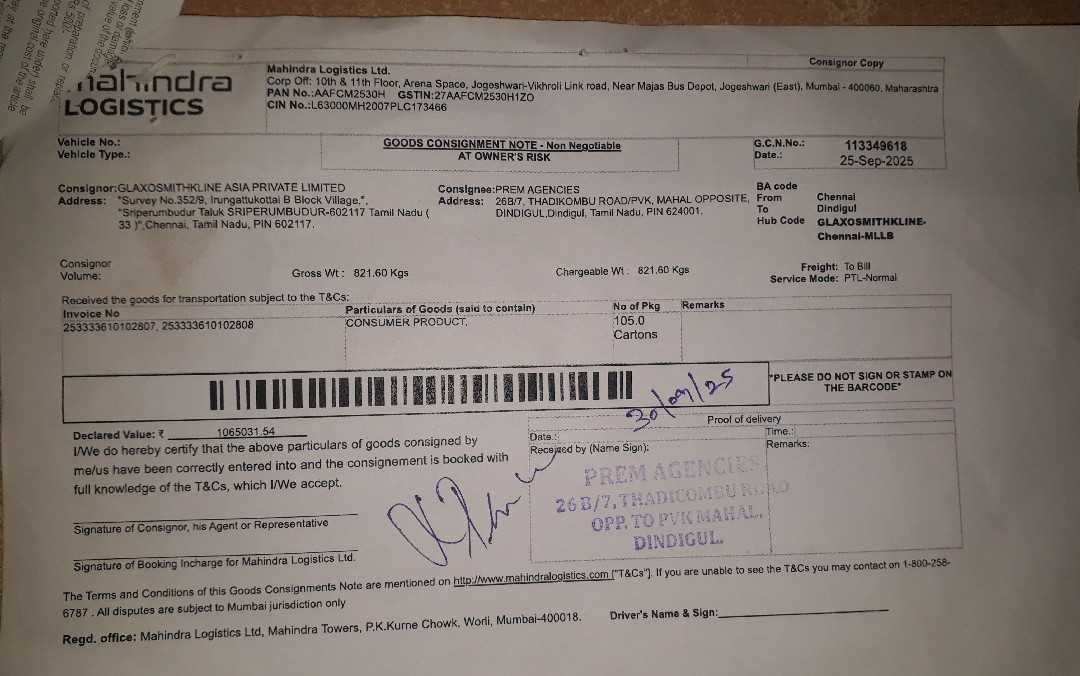 Consignor Copy
mahindra
LOGISTICS
Mahindra Logistics Ltd.
Corp Off: 10th & 11th Floor, Arena Space, Jogeshwari-Vikhroli Link road, Near Majas Bus Depot, Jogeshwari (East), Mumbai - 400060, Maharashtra
PAN No.:AAFCM2530H GSTIN:27AAFCM2530H1ZO
CIN No.:L63000MH2007PLC173466
Vehicle No.:
Vehicle Type.:
GOODS CONSIGNMENT NOTE - Non Negotiable
AT OWNER'S RISK
G.C.N.No.: 113349618
Date.: 25-Sep-2025
Consignor:GLAXOSMITHKLINE ASIA PRIVATE LIMITED
Address: "Survey No.352/9, Irungattukottai B Block Village,",
"Sriperumbudur Taluk SRIPERUMBUDUR-602117 Tamil Nadu (
33 )",Chennai, Tamil Nadu, PIN 602117.
Consignee:PREM AGENCIES
Address: 26B/7, THADIKOMBU ROAD/PVK, MAHAL OPPOSITE,
DINDIGUL,Dindigul, Tamil Nadu, PIN 624001.
BA code
From Chennai
To Dindigul
Hub Code GLAXOSMITHKLINE-
Chennai-MLLB
Consignor
Volume:
Gross Wt : 821.60 Kgs
Chargeable Wt : 821.60 Kgs
Freight: To Bill
Service Mode: PTL-Normal
Received the goods for transportation subject to the T&Cs:
Invoice No
Particulars of Goods (said to contain)
No of Pkg
Remarks
253333610102807, 253333610102808
CONSUMER PRODUCT,
105.0
Cartons
*PLEASE DO NOT SIGN OR STAMP ON
THE BARCODE*
30/09/25
Declared Value: ₹ 1065031.54
I/We do hereby certify that the above particulars of goods consigned by
me/us have been correctly entered into and the consignement is booked with
full knowledge of the T&Cs, which I/We accept.
Proof of delivery
Date.:
Time.:
Received by (Name Sign):
Remarks:
PREM AGENCIES
26B/7, THADICOMBU ROAD
OPP. TO PVK MAHAL,
DINDIGUL.
Signature of Consignor, his Agent or Representative
Signature of Booking Incharge for Mahindra Logistics Ltd.
The Terms and Conditions of this Goods Consignments Note are mentioned on http://www.mahindralogistics.com ["T&Cs"]. If you are unable to see the T&Cs you may contact on 1-800-258-
6787 . All disputes are subject to Mumbai jurisdiction only
Regd. office: Mahindra Logistics Ltd, Mahindra Towers, P.K.Kurne Chowk, Worli, Mumbai-400018.
Driver's Name & Sign: